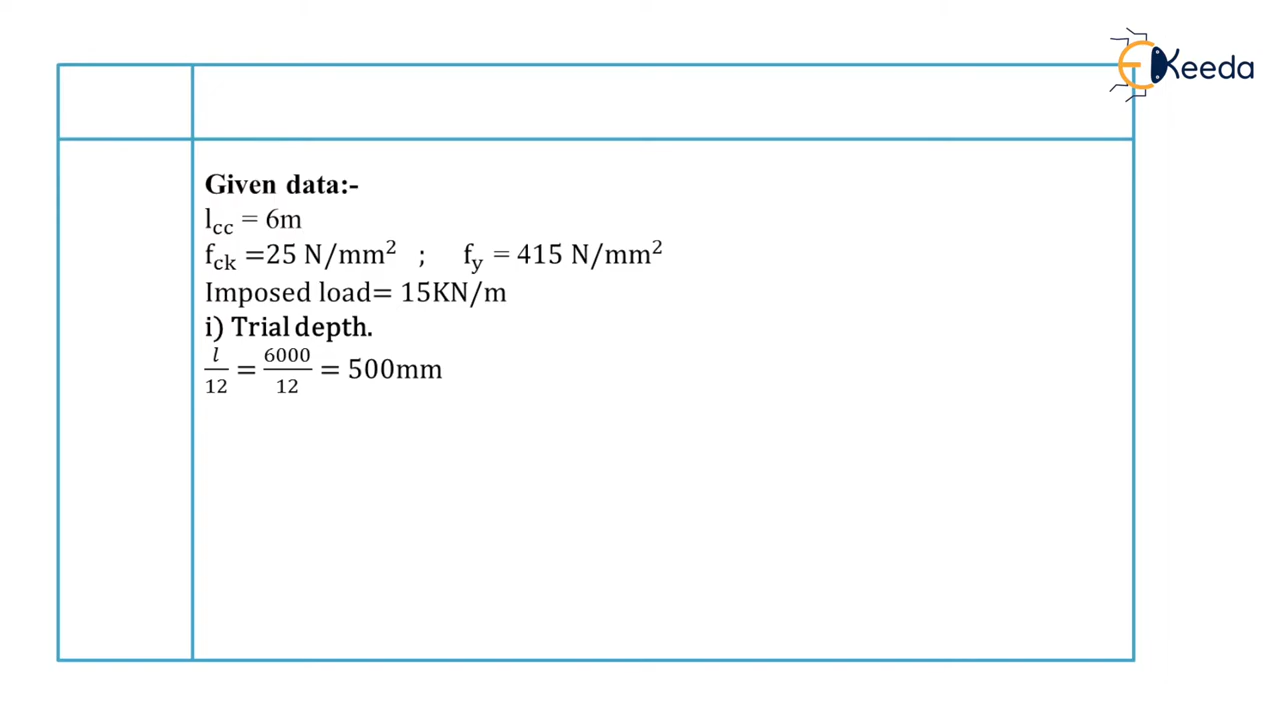 Keeda
Given data:-
lcc = 6m
fck =25 N/mm² ; fy = 415 N/mm²
Imposed load= 15KN/m
i) Trial depth.
l/12 = 6000/12 = 500mm